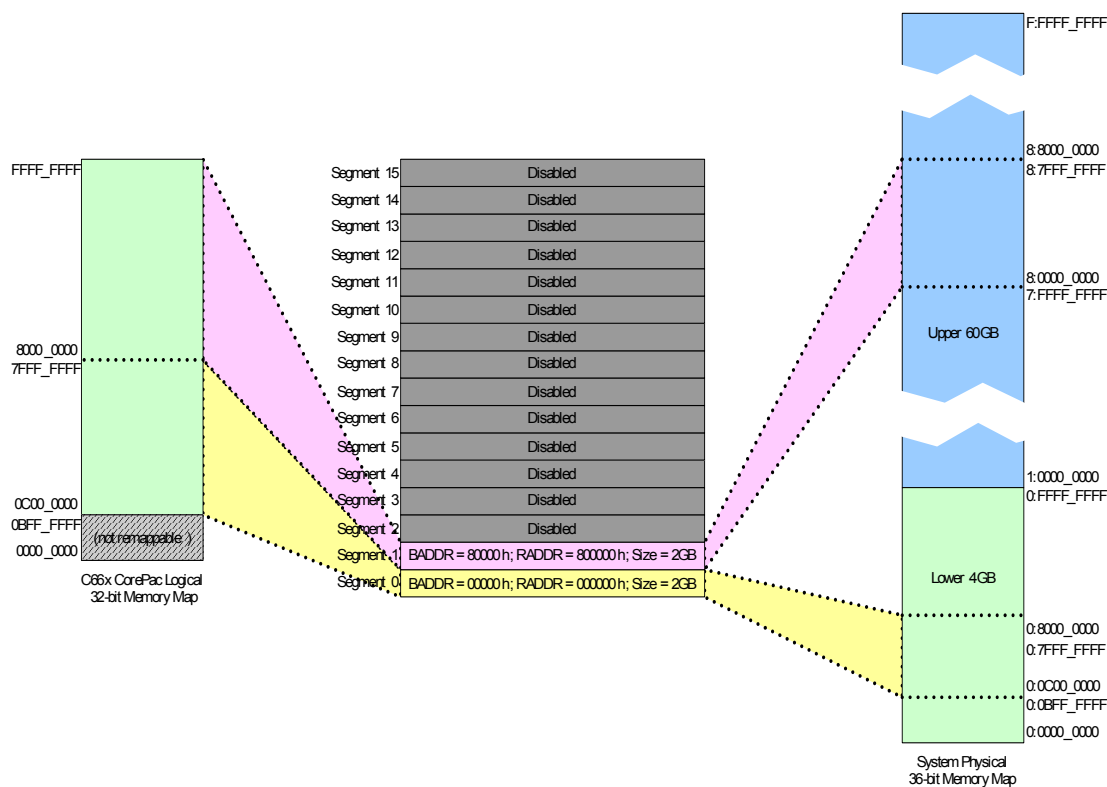 FFFF_FFFF
8000_0000
7FFF_FFFF
0C00_0000
0BFF_FFFF
(not remappable)
0000_0000
C66x CorePac Logical
32-bit Memory Map
Segment 15 Disabled
Segment 14 Disabled
Segment 13 Disabled
Segment 12 Disabled
Segment 11 Disabled
Segment 10 Disabled
Segment 9 Disabled
Segment 8 Disabled
Segment 7 Disabled
Segment 6 Disabled
Segment 5 Disabled
Segment 4 Disabled
Segment 3 Disabled
Segment 2 Disabled
Segment 1 BADDR = 80000h; RADDR = 800000h; Size = 2GB
Segment 0 BADDR = 00000h; RADDR = 000000h; Size = 2GB
F:FFFF_FFFF
8:8000_0000
8:7FFF_FFFF
8:0000_0000
7:FFFF_FFFF
Upper 60GB
1:0000_0000
0:FFFF_FFFF
Lower 4GB
0:8000_0000
0:7FFF_FFFF
0:0C00_0000
0:0BFF_FFFF
0:0000_0000
System Physical
36-bit Memory Map